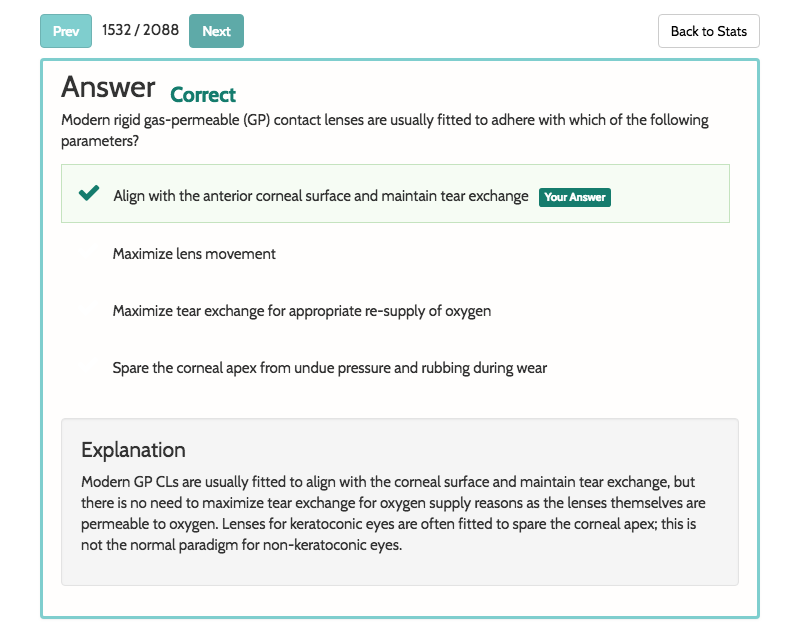 Prev 1532 / 2088 Next Back to Stats
Answer Correct
Modern rigid gas-permeable (GP) contact lenses are usually fitted to adhere with which of the following
parameters?
Align with the anterior corneal surface and maintain tear exchange Your Answer
Maximize lens movement
Maximize tear exchange for appropriate re-supply of oxygen
Spare the corneal apex from undue pressure and rubbing during wear
Explanation
Modern GP CLs are usually fitted to align with the corneal surface and maintain tear exchange, but
there is no need to maximize tear exchange for oxygen supply reasons as the lenses themselves are
permeable to oxygen. Lenses for keratoconic eyes are often fitted to spare the corneal apex; this is
not the normal paradigm for non-keratoconic eyes.